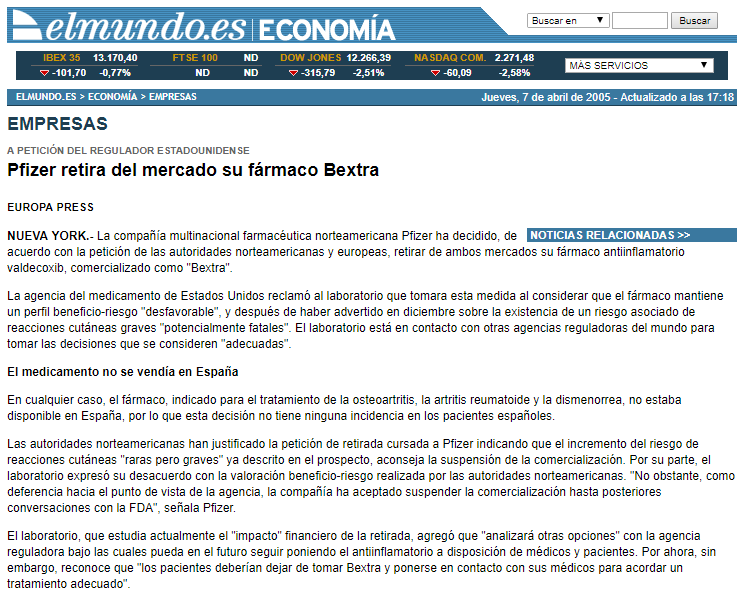 elmundo.es ECONOMÍA
Buscar en Buscar
IBEX 35 13.170,40 FTSE 100 ND DOW JONES 12.266,39 NASDAQ COM. 2.271,48
-101,70 -0,77% ND ND -315,79 -2,51% -60,09 -2,58%
MÁS SERVICIOS
ELMUNDO.ES > ECONOMÍA > EMPRESAS Jueves, 7 de abril de 2005 - Actualizado a las 17:18
EMPRESAS
A PETICIÓN DEL REGULADOR ESTADOUNIDENSE
Pfizer retira del mercado su fármaco Bextra
EUROPA PRESS
NUEVA YORK.- La compañía multinacional farmacéutica norteamericana Pfizer ha decidido, de
NOTICIAS RELACIONADAS >>
acuerdo con la petición de las autoridades norteamericanas y europeas, retirar de ambos mercados su fármaco antiinflamatorio
valdecoxib, comercializado como "Bextra".
La agencia del medicamento de Estados Unidos reclamó al laboratorio que tomara esta medida al considerar que el fármaco mantiene
un perfil beneficio-riesgo "desfavorable", y después de haber advertido en diciembre sobre la existencia de un riesgo asociado de
reacciones cutáneas graves "potencialmente fatales". El laboratorio está en contacto con otras agencias reguladoras del mundo para
tomar las decisiones que se consideren "adecuadas".
El medicamento no se vendía en España
En cualquier caso, el fármaco, indicado para el tratamiento de la osteoartritis, la artritis reumatoide y la dismenorrea, no estaba
disponible en España, por lo que esta decisión no tiene ninguna incidencia en los pacientes españoles.
Las autoridades norteamericanas han justificado la petición de retirada cursada a Pfizer indicando que el incremento del riesgo de
reacciones cutáneas "raras pero graves" ya descrito en el prospecto, aconseja la suspensión de la comercialización. Por su parte, el
laboratorio expresó su desacuerdo con la valoración beneficio-riesgo realizada por las autoridades norteamericanas. "No obstante, como
deferencia hacia el punto de vista de la agencia, la compañía ha aceptado suspender la comercialización hasta posteriores
conversaciones con la FDA", señala Pfizer.
El laboratorio, que estudia actualmente el "impacto" financiero de la retirada, agregó que "analizará otras opciones" con la agencia
reguladora bajo las cuales pueda en el futuro seguir poniendo el antiinflamatorio a disposición de médicos y pacientes. Por ahora, sin
embargo, reconoce que "los pacientes deberían dejar de tomar Bextra y ponerse en contacto con sus médicos para acordar un
tratamiento adecuado".